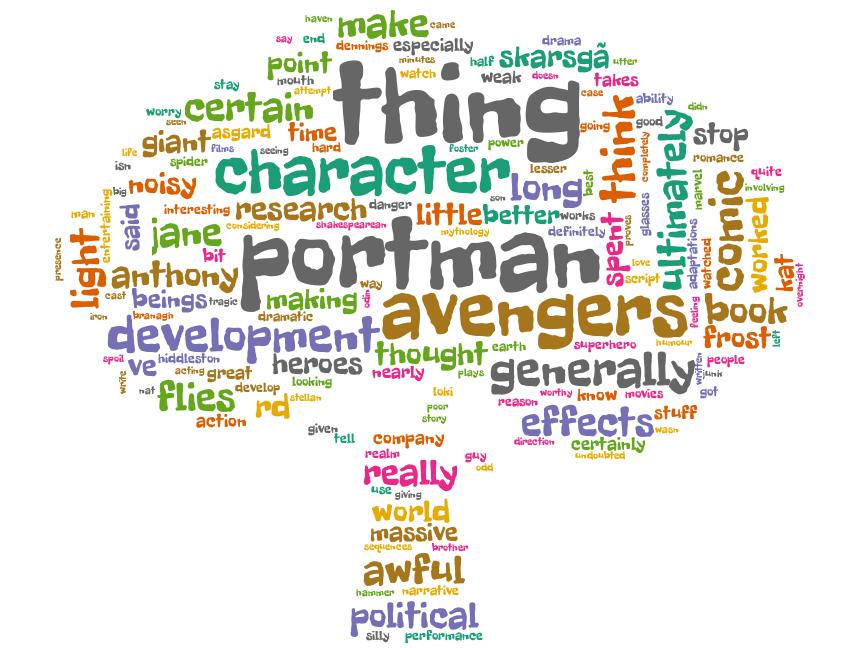 haven make came
say end dennings especially drama
point minutes half skarsgã utter
mouth watch weak doesn takes
stay attempt thing case ability
worry certain going didn
seen asgard time good stop
giant films hard foster power think completely ultimately
life spider seeing lesser romance
isn character best marvel quite
big noisy son long involving
man interesting research danger little better works glasses comic
entertaining said considering shakespearean mythology definitely spent proves adaptations worked
presence jane bit portman love watched kat
light anthony way script overnight
cast beings tragic making odin avengers feeling book
iron branagh dramatic frost left
development thought earth superhero humour
spoil ve hiddleston heroes nearly plays generally written people
write acting great looking junk
nat flies develop stellan loki reason worthy know movies got
rd poor effects stuff
action story wasn
given tell company direction certainly
realm guy undoubted
really odd
use giving
world
massive
sequences brother
awful
hammer narrative
political
silly performance